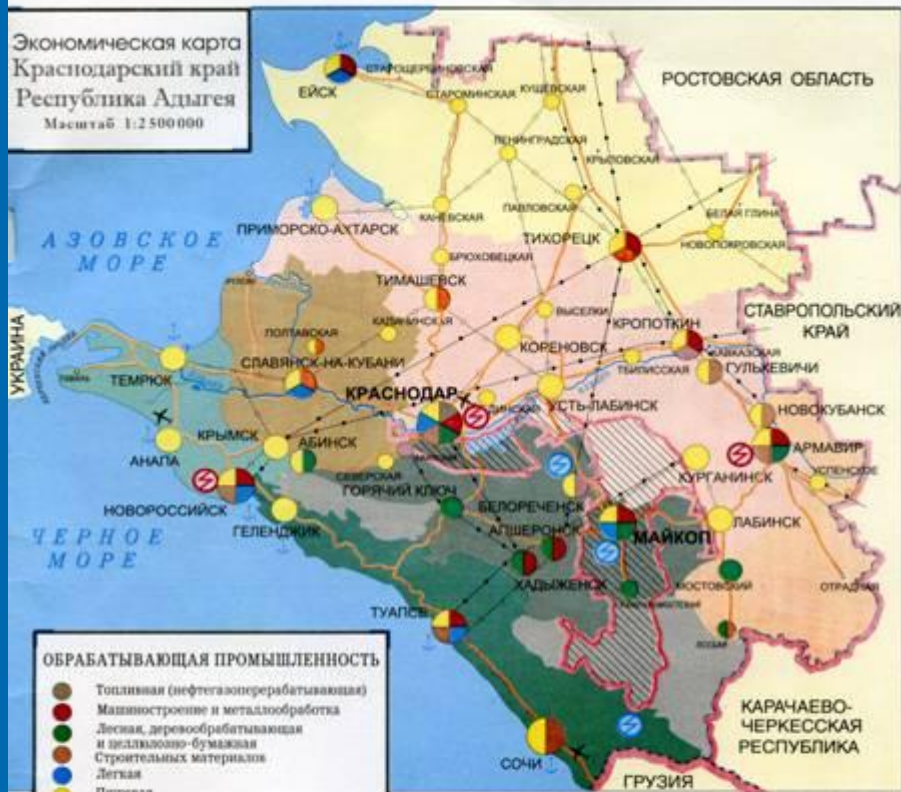 Экономическая карта
Краснодарский край
Республика Адыгея
Масштаб 1:2 500 000
РОСТОВСКАЯ ОБЛАСТЬ
ЕЙСК
СТАРОЩЕРБИНОВСКАЯ
СТАРОМИНСКАЯ
КУЩЕВСКАЯ
ЛЕНИНГРАДСКАЯ
КРЫЛОВСКАЯ
ПАВЛОВСКАЯ
КАНЕВСКАЯ
БЕЛАЯ ГЛИНА
НОВОПОКРОВСКАЯ
ПРИМОРСКО-АХТАРСК
ТИХОРЕЦК
АЗОВСКОЕ
МОРЕ
БРЮХОВЕЦКАЯ
ТИМАШЕВСК
УКРАИНА
ВЫСЕЛКИ
СТАВРОПОЛЬСКИЙ
КРАЙ
КРОПОТКИН
КАЛИНИНСКАЯ
ПОЛТАВСКАЯ
КОРЕНОВСК
КАВКАЗСКАЯ
ТБИЛИССКАЯ
ГУЛЬКЕВИЧИ
СЛАВЯНСК-НА-КУБАНИ
ТЕМРЮК
КРАСНОДАР
ДИНСКАЯ
УСТЬ-ЛАБИНСК
НОВОКУБАНСК
КРЫМСК
АБИНСК
АНАПА
АРМАВИР
СЕВЕРСКАЯ
КУРГАНИНСК
УСПЕНСКОЕ
ГОРЯЧИЙ КЛЮЧ
БЕЛОРЕЧЕНСК
НОВОРОССИЙСК
ГЕЛЕНДЖИК
АПШЕРОНСК
МАЙКОП
ЛАБИНСК
ЧЕРНОЕ
МОРЕ
ХАДЫЖЕНСК
МОСТОВСКИЙ
ОТРАДНАЯ
ТУАПСЕ
КАРАЧАЕВО-
ЧЕРКЕССКАЯ
РЕСПУБЛИКА
СОЧИ
ГРУЗИЯ
ОБРАБАТЫВАЮЩАЯ ПРОМЫШЛЕННОСТЬ
Топливная (нефтегазоперерабатывающая)
Машиностроение и металлообработка
Лесная, деревообрабатывающая
и целлюлозно-бумажная
Строительных материалов
Легкая